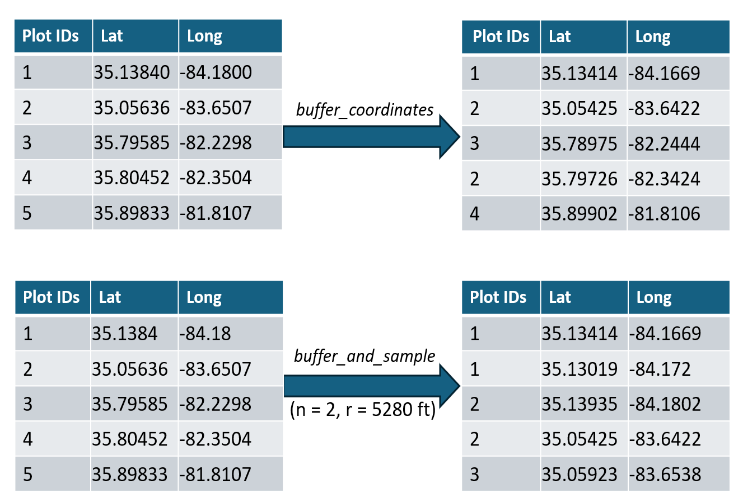 Plot IDs Lat Long
1 35.13840 -84.1800
2 35.05636 -83.6507
3 35.79585 -82.2298
4 35.80452 -82.3504
5 35.89833 -81.8107
buffer_coordinates
Plot IDs Lat Long
1 35.13414 -84.1669
2 35.05425 -83.6422
3 35.78975 -82.2444
2 35.79726 -82.3424
4 35.89902 -81.8106
Plot IDs Lat Long
1 35.1384 -84.18
2 35.05636 -83.6507
3 35.79585 -82.2298
4 35.80452 -82.3504
5 35.89833 -81.8107
buffer_and_sample
(n = 2, r = 5280 ft)
Plot IDs Lat Long
1 35.13414 -84.1669
1 35.13019 -84.172
2 35.13935 -84.1802
2 35.05425 -83.6422
3 35.05923 -83.6538